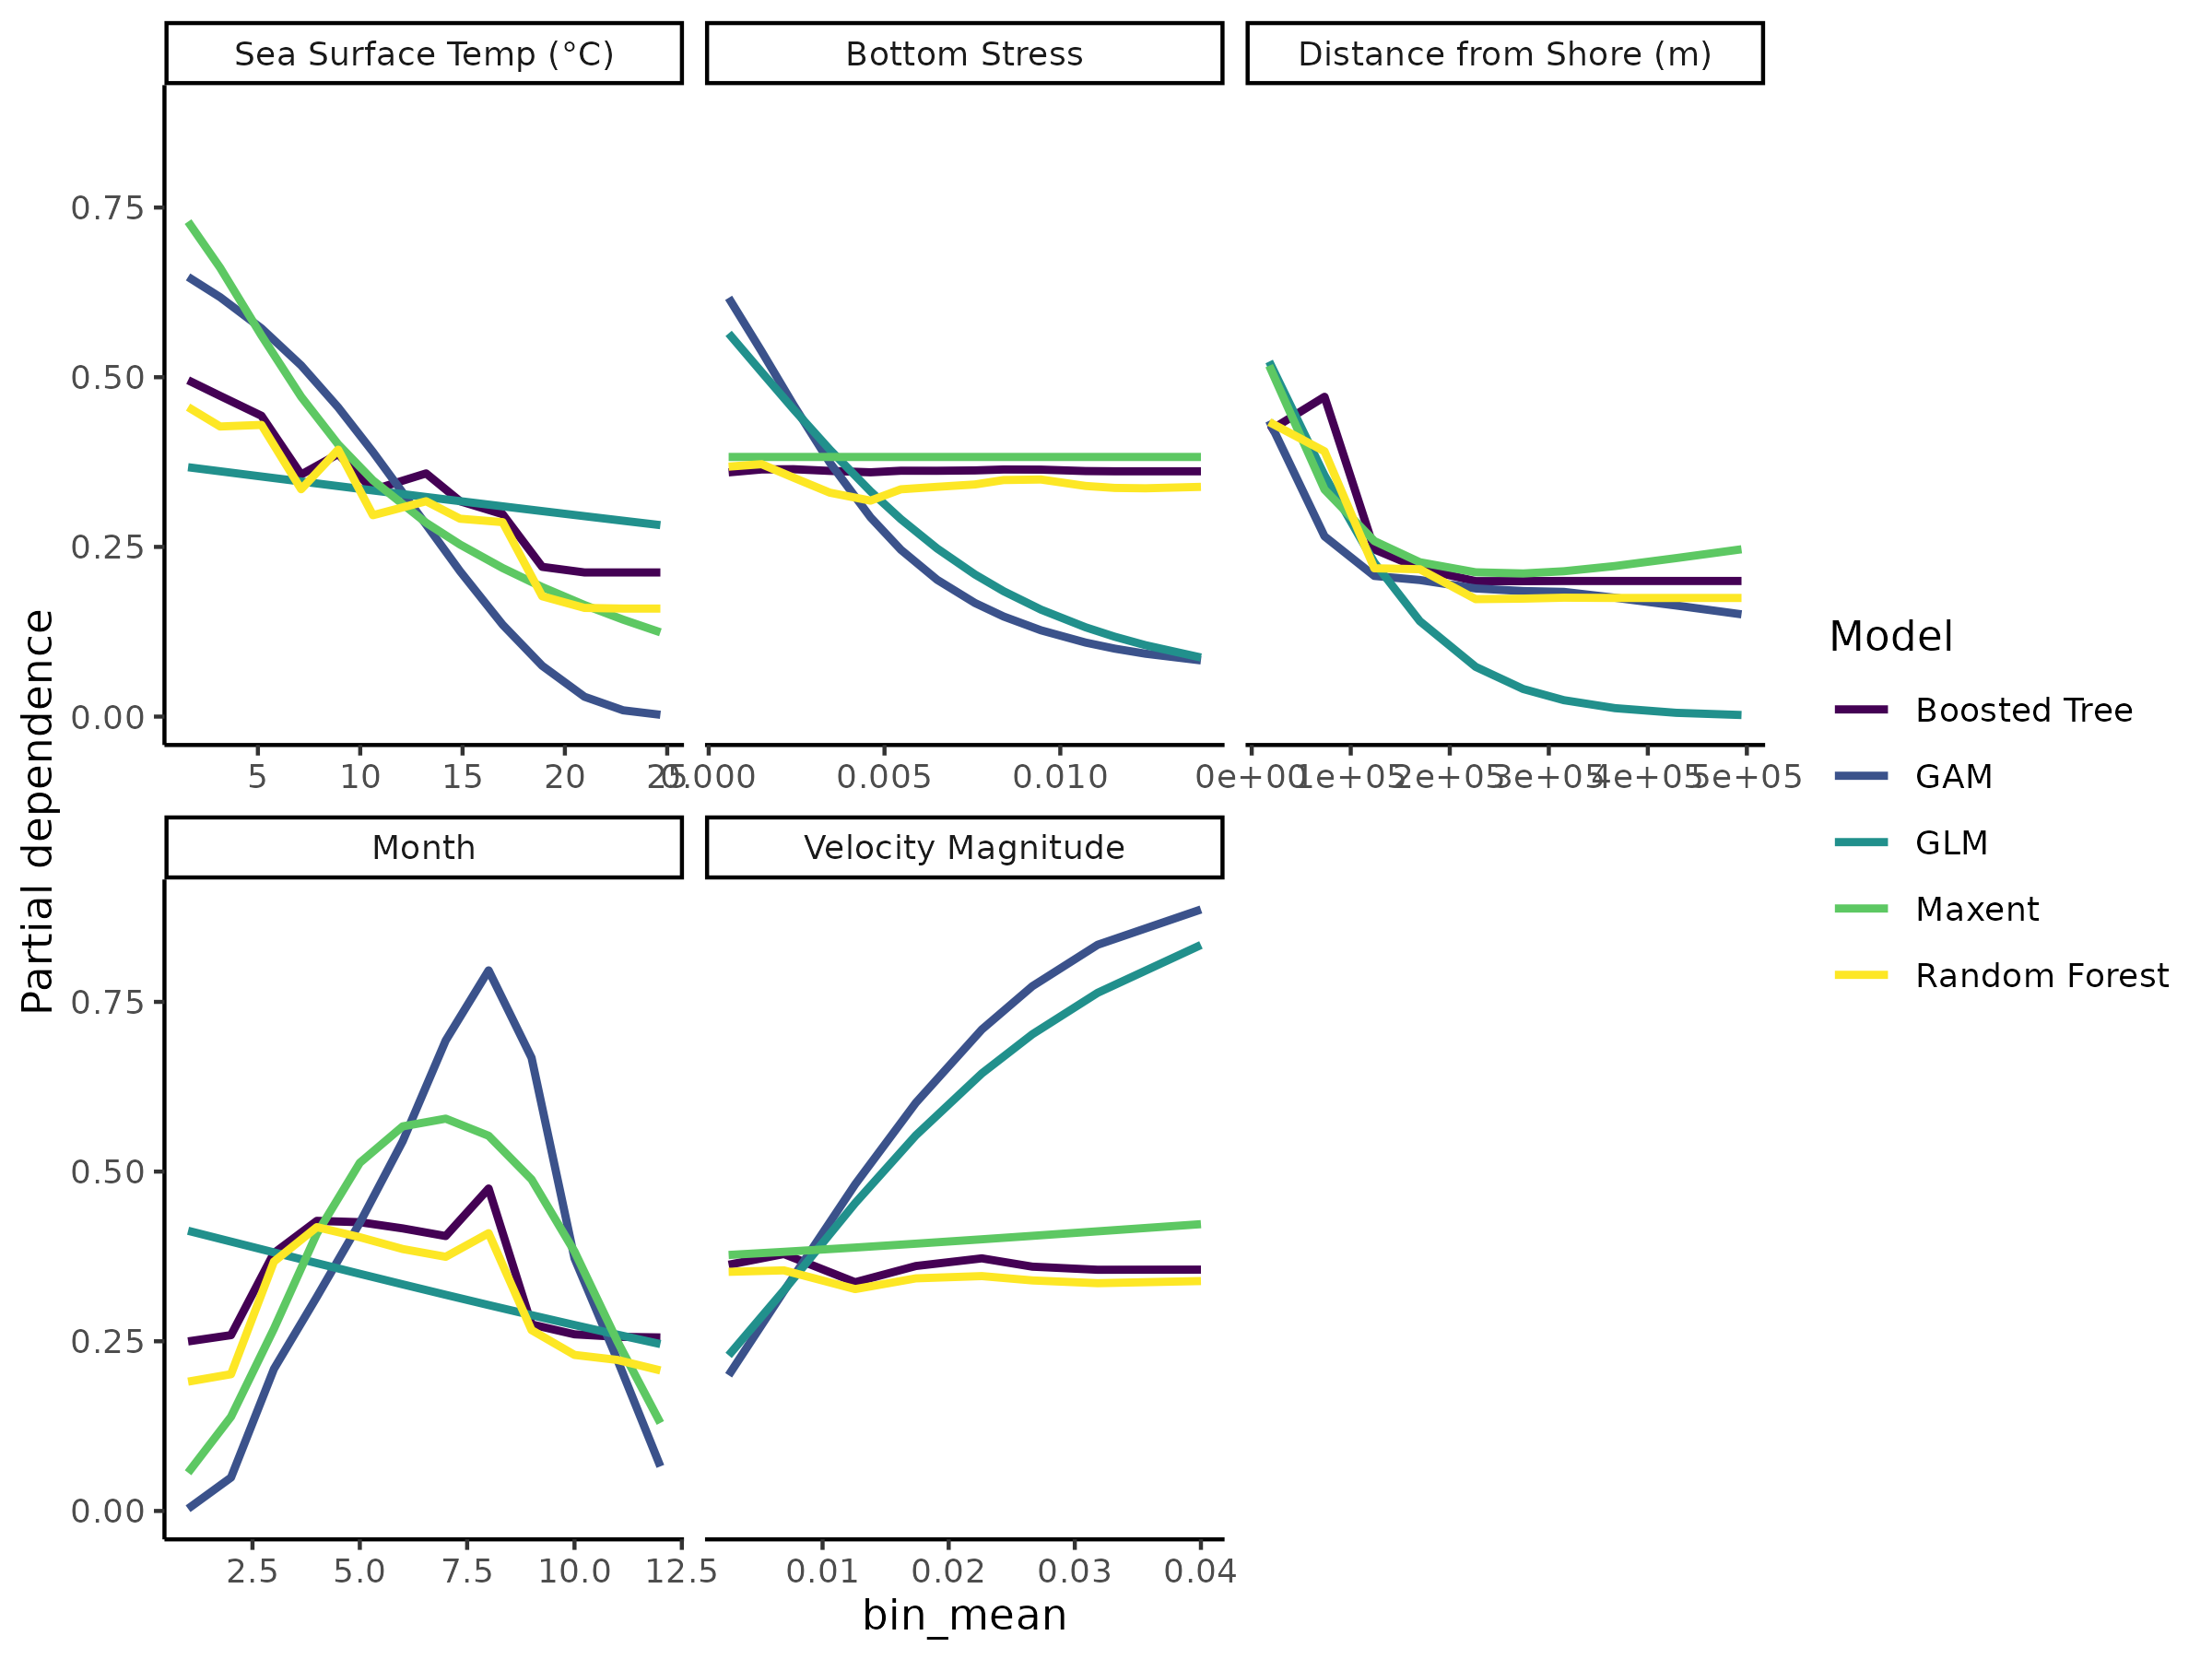 Sea Surface Temp (°C)
Bottom Stress
Distance from Shore (m)
Partial dependence
0.75
0.50
0.25
0.00
5 10 15 20 25
0.000 0.005 0.010
0e+00 1e+05 2e+05 3e+05 4e+05 5e+05
Month
Velocity Magnitude
0.75
0.50
0.25
0.00
2.5 5.0 7.5 10.0 12.5
0.01 0.02 0.03 0.04
bin_mean
Model
Boosted Tree
GAM
GLM
Maxent
Random Forest